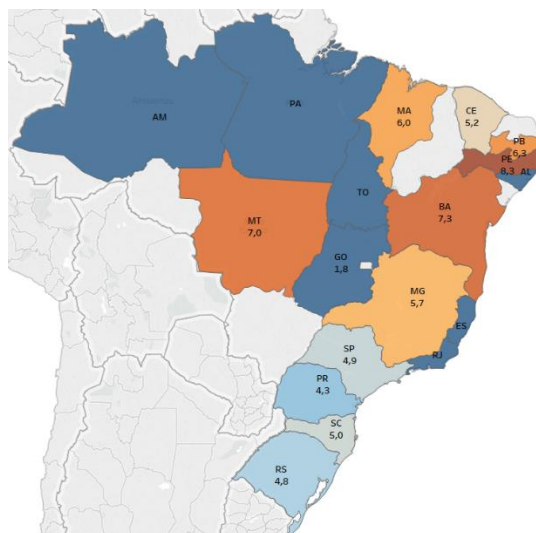 AM
PA
MA
6,0
CE
5,2
PB
6,3
PE
8,3
AL
TO
BA
7,3
MT
7,0
GO
1,8
MG
5,7
ES
RJ
SP
4,9
PR
4,3
SC
5,0
RS
4,8